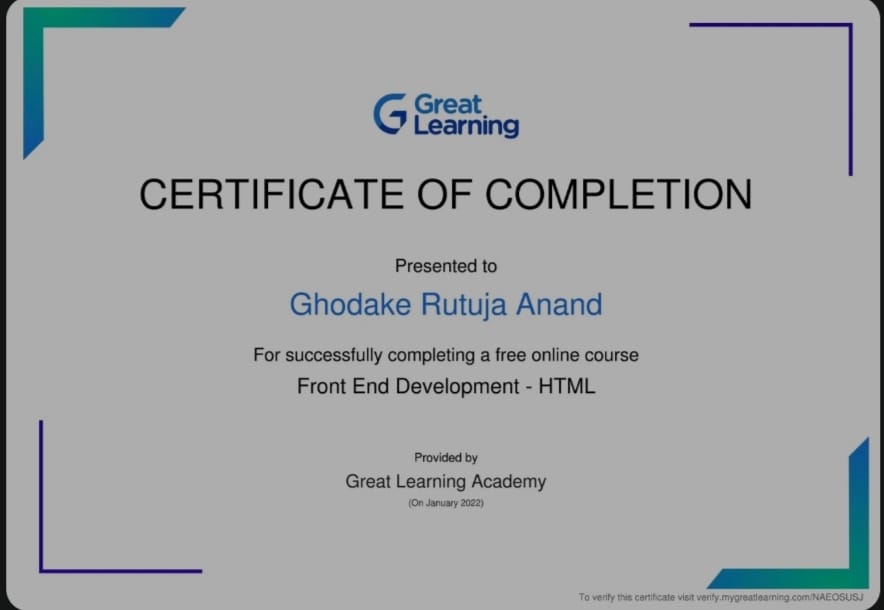 Great
Learning
CERTIFICATE OF COMPLETION
Presented to
Ghodake Rutuja Anand
For successfully completing a free online course
Front End Development - HTML
Provided by
Great Learning Academy
(On January 2022)
To verify this certificate visit verify.mygreatlearning.com/NAEOSUSJ